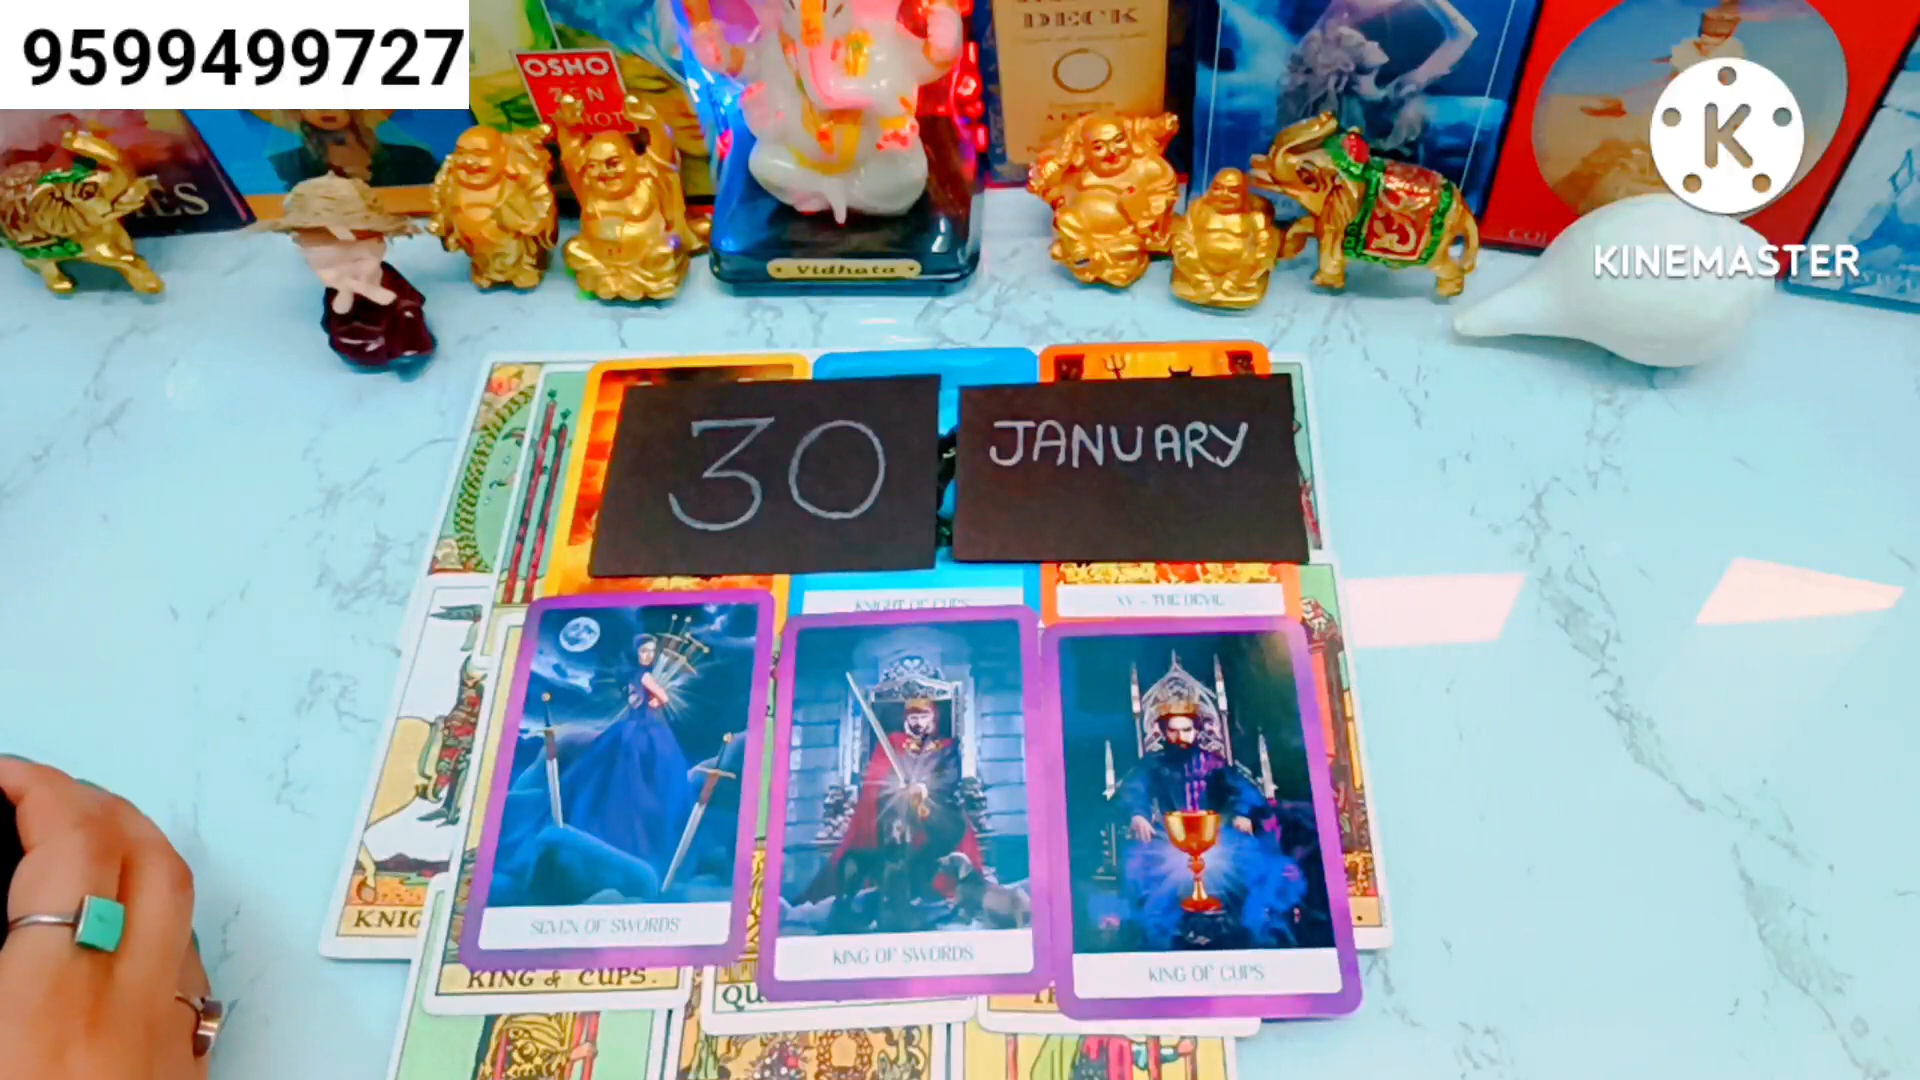 9599499727
OSHO
ZEN
TAROT
DECK
K
KINEMASTER
Vidhata
30
JANUARY
KNIGHT OF CUPS
XV - THE DEVIL
SEVEN OF SWORDS
KING OF SWORDS
KING OF CUPS
KNIG
KING of CUPS.
QU